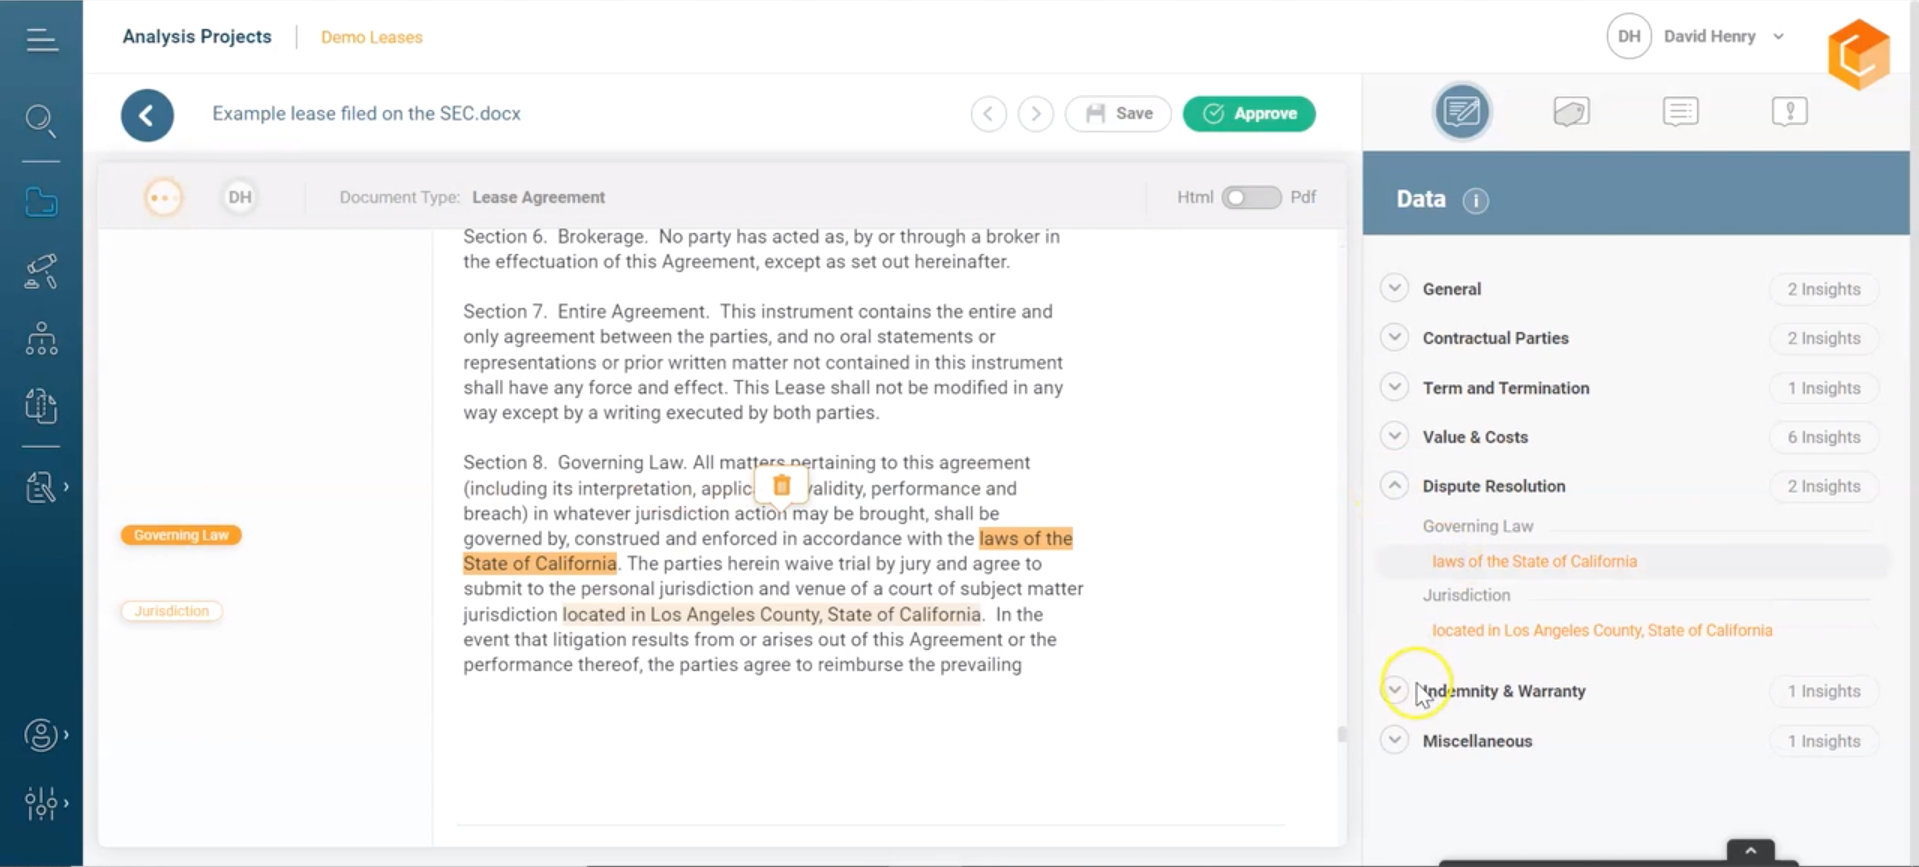 Analysis Projects
Demo Leases
DH
David Henry
Example lease filed on the SEC.docx
Save
Approve
DH
Document Type: Lease Agreement
Html
Pdf
Section 6. Brokerage. No party has acted as, by or through a broker in
the effectuation of this Agreement, except as set out hereinafter.
Section 7. Entire Agreement. This instrument contains the entire and
only agreement between the parties, and no oral statements or
representations or prior written matter not contained in this instrument
shall have any force and effect. This Lease shall not be modified in any
way except by a writing executed by both parties.
Section 8. Governing Law. All matters pertaining to this agreement
(including its interpretation, applic validity, performance and
breach) in whatever jurisdiction action may be brought, shall be
governed by, construed and enforced in accordance with the laws of the
State of California. The parties herein waive trial by jury and agree to
submit to the personal jurisdiction and venue of a court of subject matter
jurisdiction located in Los Angeles County, State of California. In the
event that litigation results from or arises out of this Agreement or the
performance thereof, the parties agree to reimburse the prevailing
Governing Law
Jurisdiction
Data
General
2 Insights
Contractual Parties
2 Insights
Term and Termination
1 Insights
Value & Costs
6 Insights
Dispute Resolution
2 Insights
Governing Law
laws of the State of California
Jurisdiction
located in Los Angeles County, State of California
Indemnity & Warranty
1 Insights
Miscellaneous
1 Insights